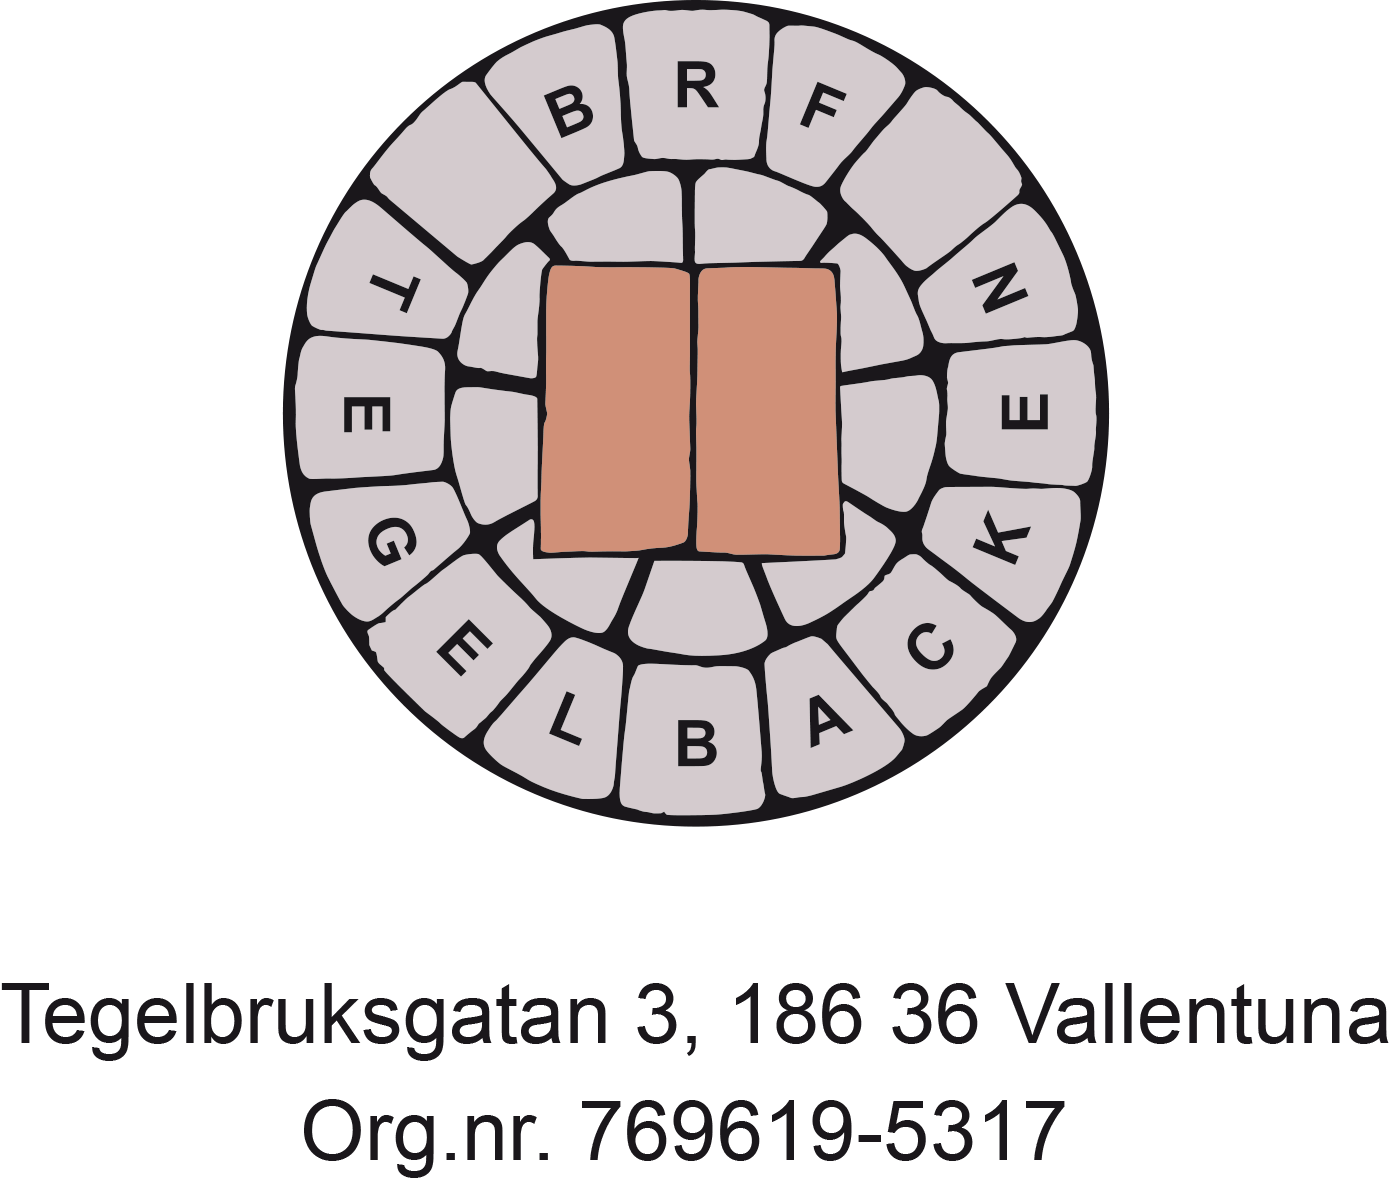 BRF
TEGELBACKEN
Tegelbruksgatan 3, 186 36 Vallentuna
Org.nr. 769619-5317